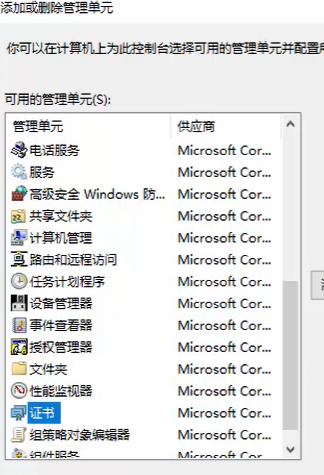 添加或删除管理单元
你可以在计算机上为此控制台选择可用的管理单元并配置
可用的管理单元(S):
管理单元 供应商
电话服务 Microsoft Cor...
服务 Microsoft Cor...
高级安全 Windows 防... Microsoft Cor...
共享文件夹 Microsoft Cor...
计算机管理 Microsoft Cor...
路由和远程访问 Microsoft Cor...
任务计划程序 Microsoft Cor...
设备管理器 Microsoft Cor...
事件查看器 Microsoft Cor...
授权管理器 Microsoft Cor...
文件夹 Microsoft Cor...
性能监视器 Microsoft Cor...
证书 Microsoft Cor...
组策略对象编辑器 Microsoft Cor...
组件服务 Microsoft Cor...